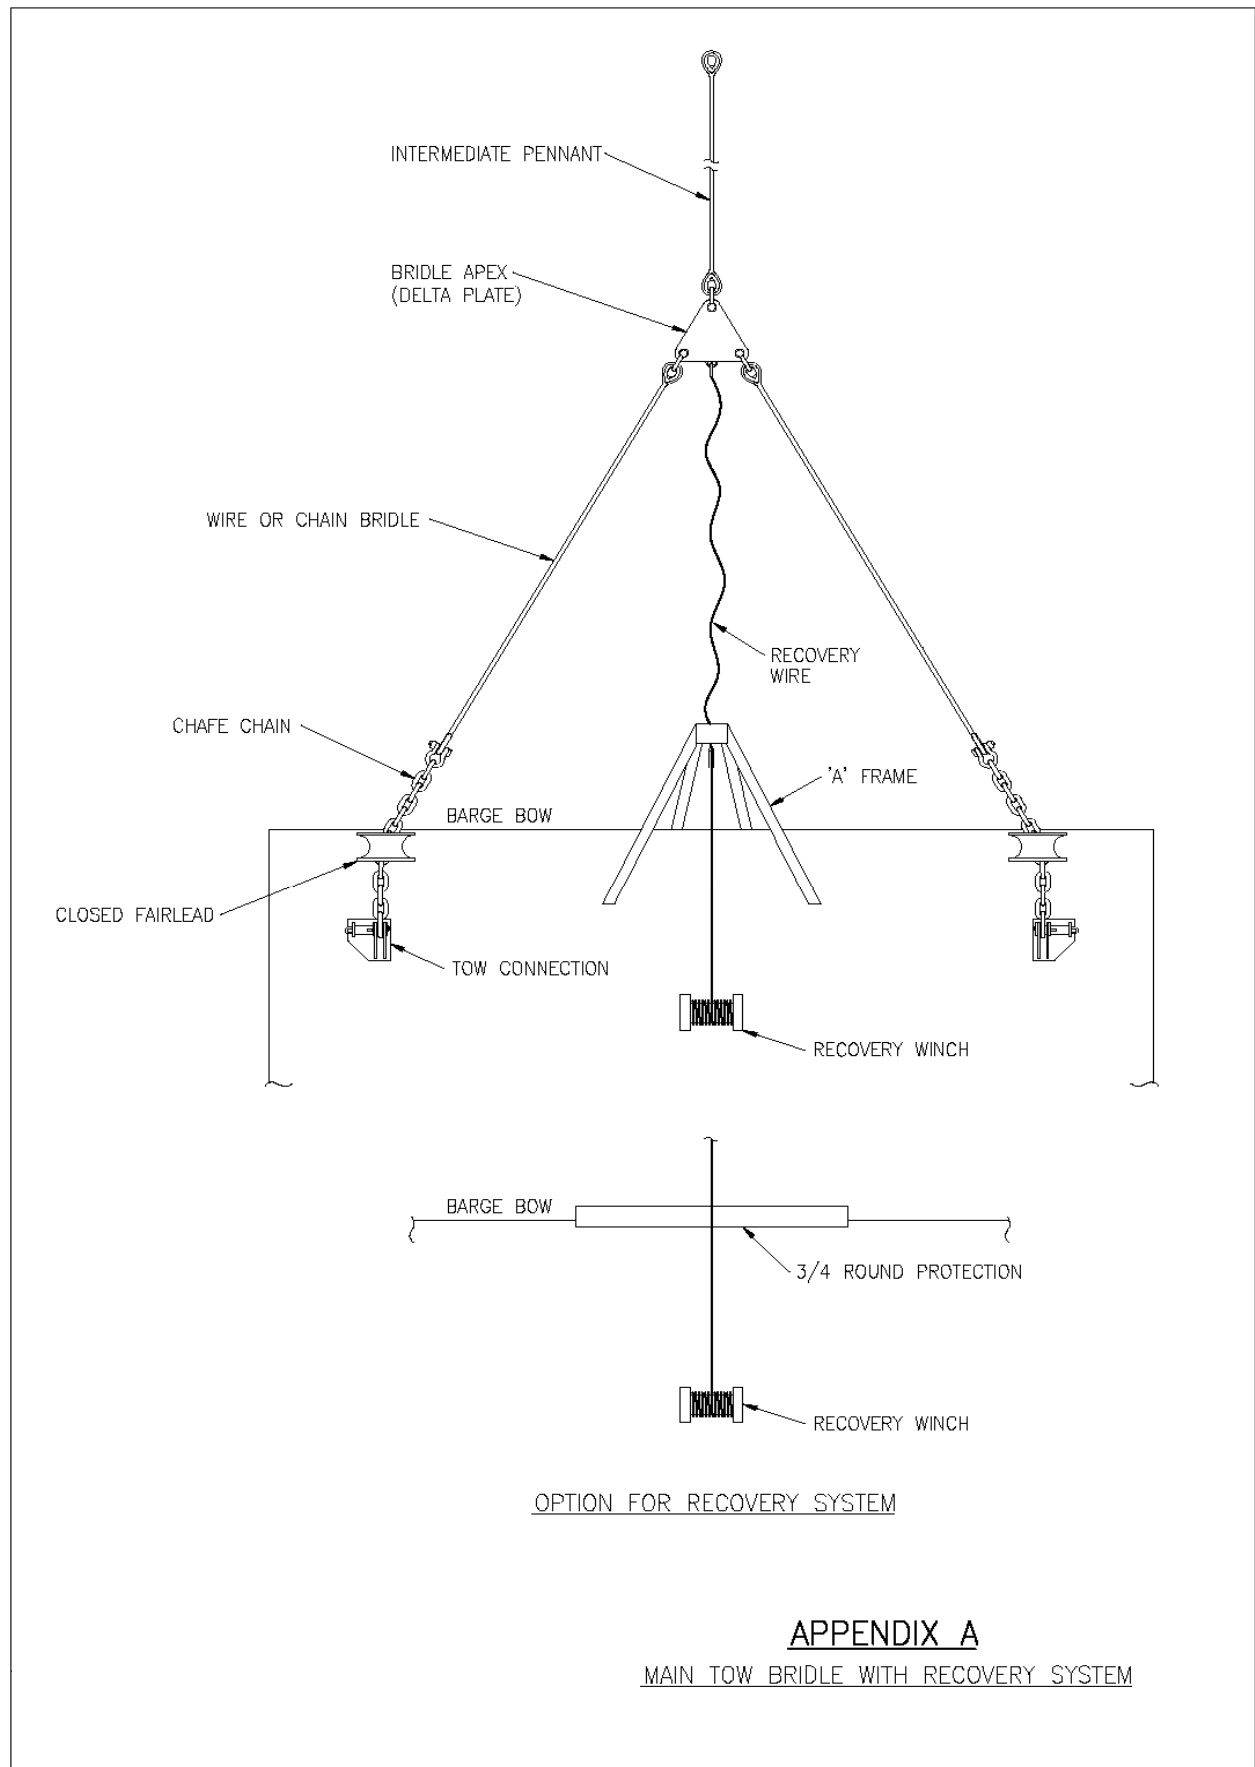 INTERMEDIATE PENNANT
BRIDLE APEX
(DELTA PLATE)
WIRE OR CHAIN BRIDLE
RECOVERY
WIRE
CHAFE CHAIN
'A' FRAME
BARGE BOW
CLOSED FAIRLEAD
TOW CONNECTION
RECOVERY WINCH
BARGE BOW
3/4 ROUND PROTECTION
RECOVERY WINCH
OPTION FOR RECOVERY SYSTEM
APPENDIX A
MAIN TOW BRIDLE WITH RECOVERY SYSTEM